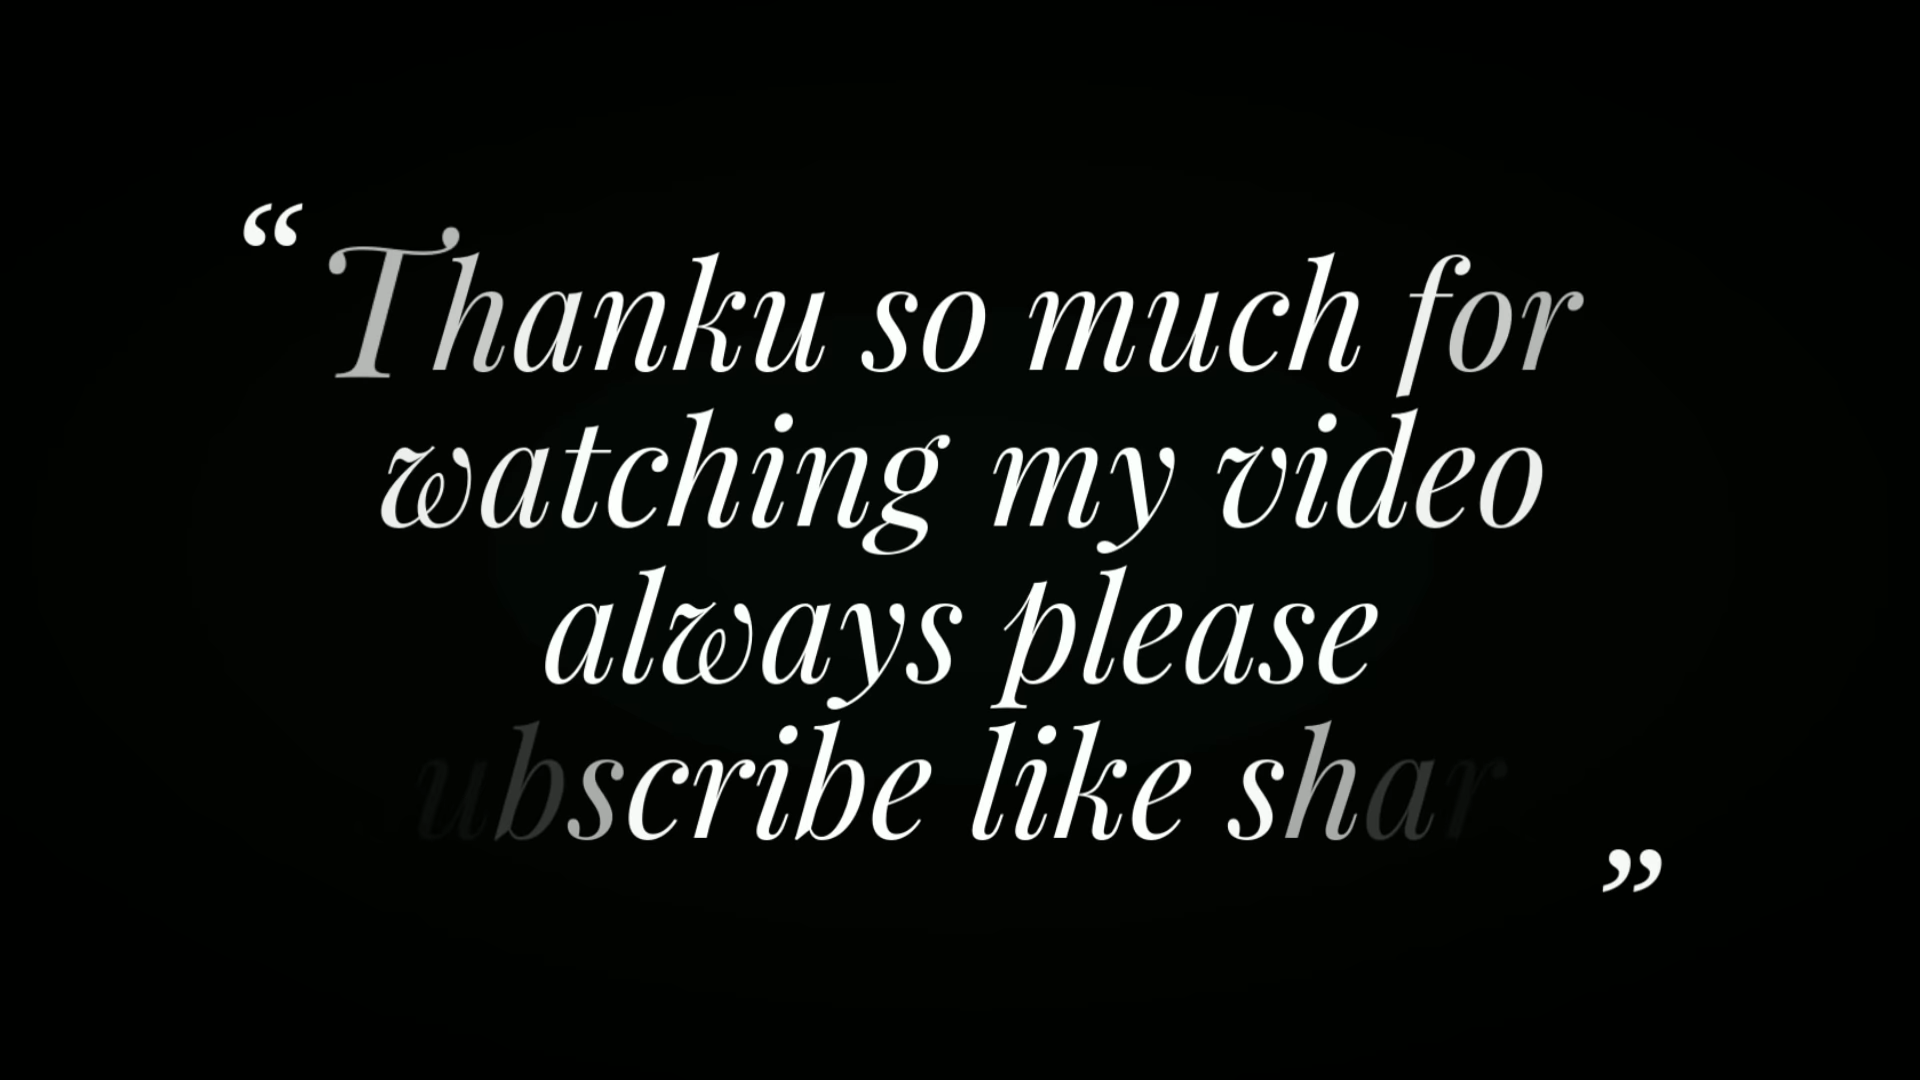 “Thanku so much for
watching my video
always please
ubscribe like shar
”